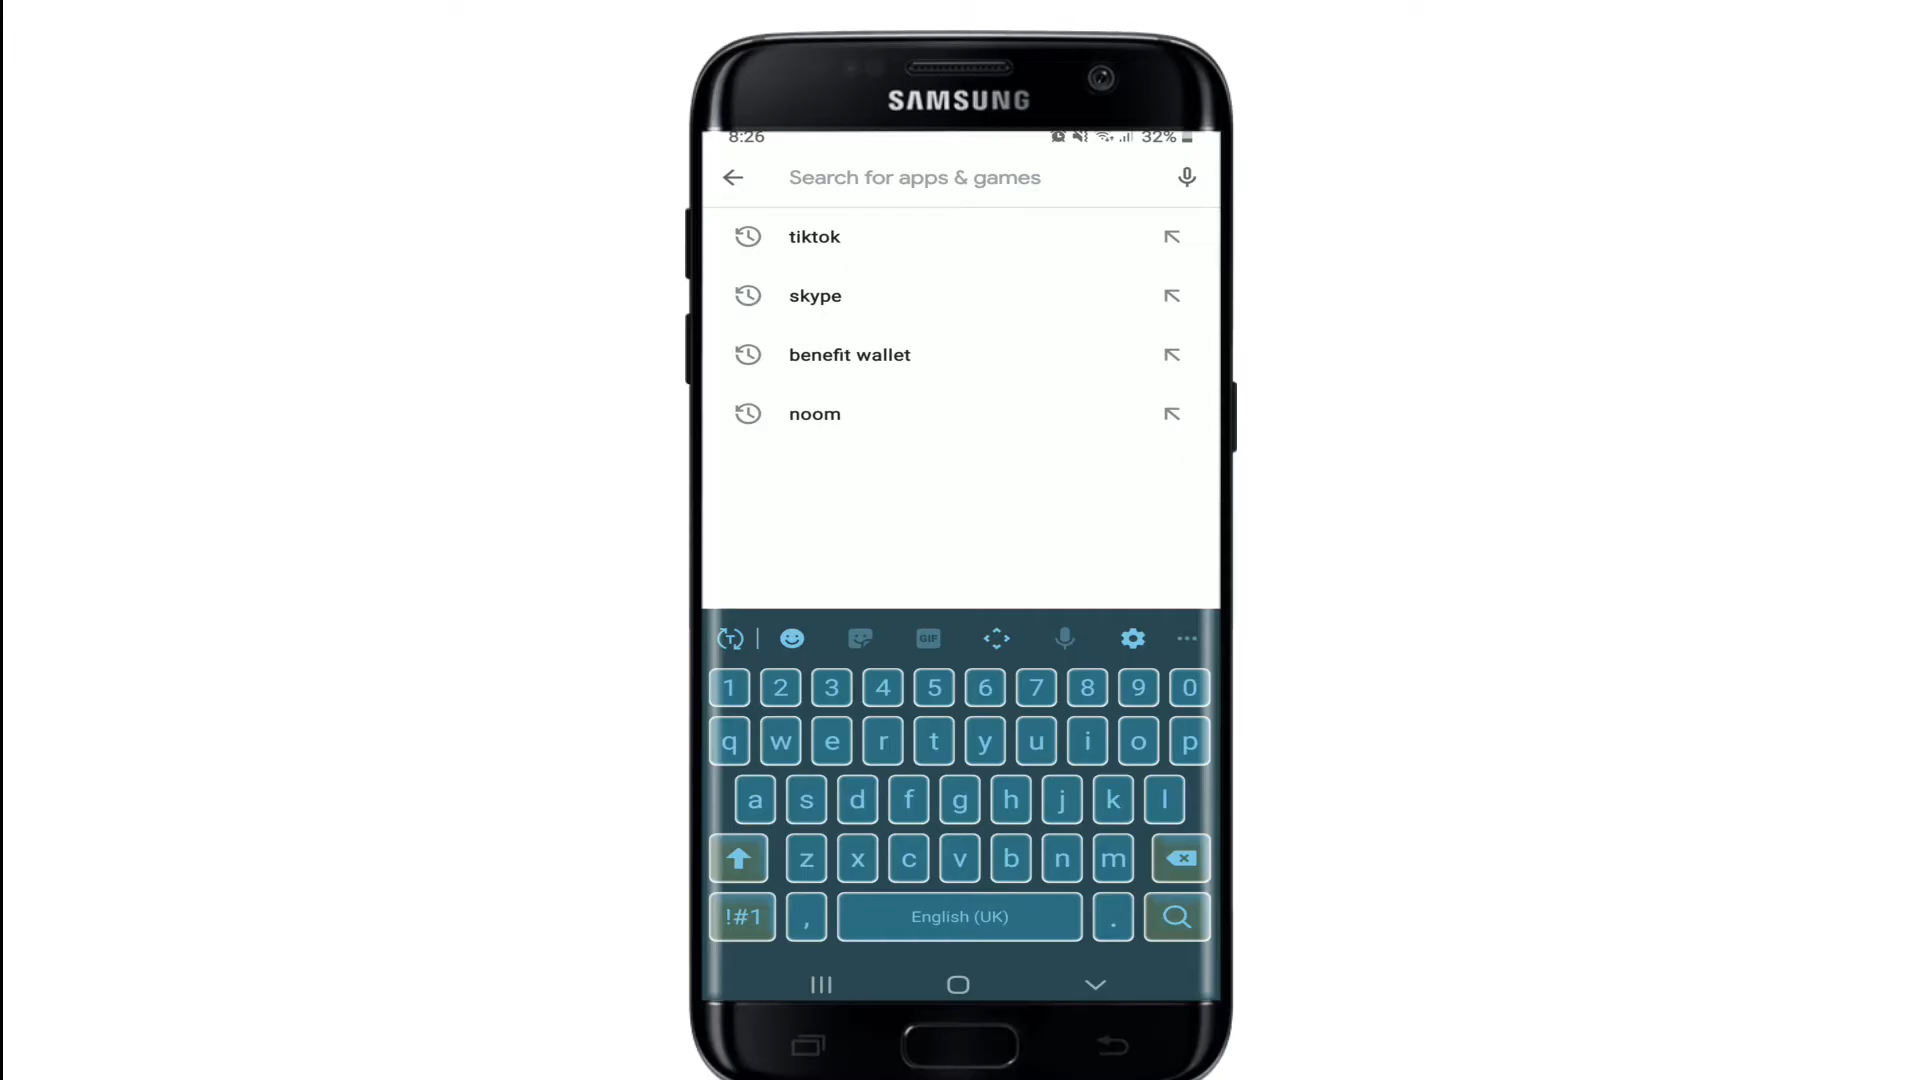 SAMSUNG
8:26 32%
Search for apps & games
tiktok
skype
benefit wallet
noom
T GIF
1 2 3 4 5 6 7 8 9 0
q w e r t y u i o p
a s d f g h j k l
z x c v b n m
!#1 , English (UK) .